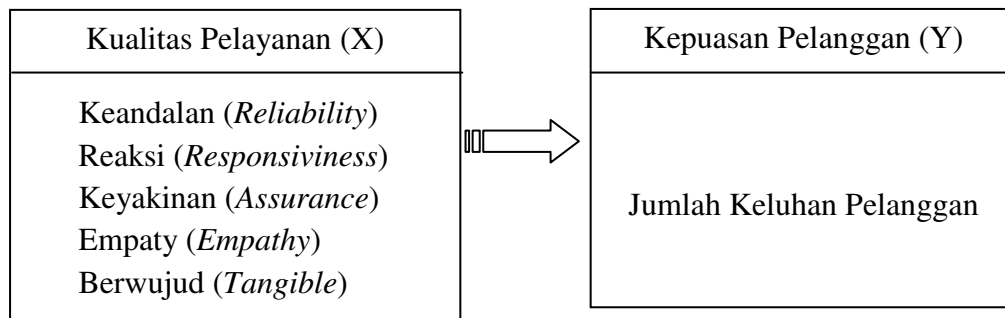 Kualitas Pelayanan (X)
Keandalan (Reliability)
Reaksi (Responsiviness)
Keyakinan (Assurance)
Empaty (Empathy)
Berwujud (Tangible)
Kepuasan Pelanggan (Y)
Jumlah Keluhan Pelanggan